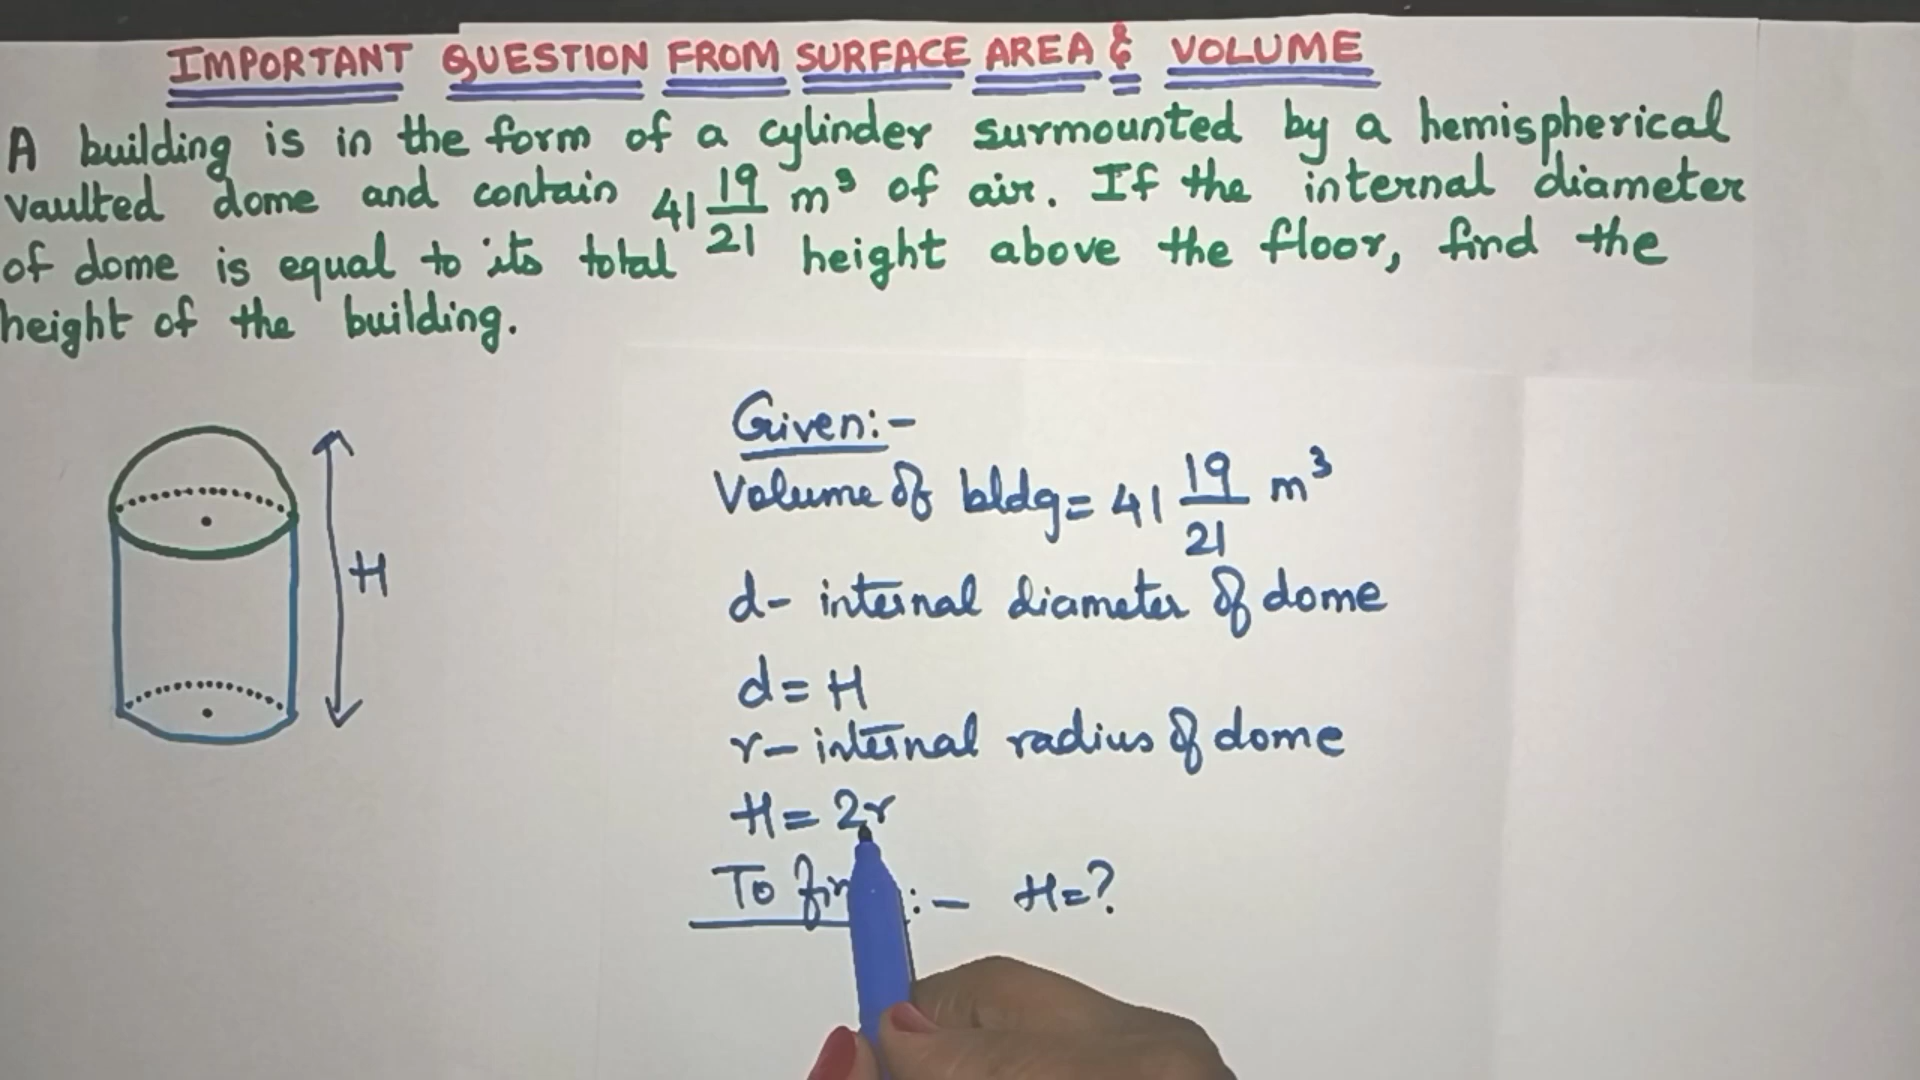 IMPORTANT QUESTION FROM SURFACE AREA & VOLUME
A building is in the form of a cylinder surmounted by a hemispherical
vaulted dome and contain 41 19/21 m³ of air. If the internal diameter
of dome is equal to its total height above the floor, find the
height of the building.
Given:-
Volume of bldg = 41 19/21 m³
H
d- internal diameter of dome
d = H
r- internal radius of dome
H = 2r
To :- H=?